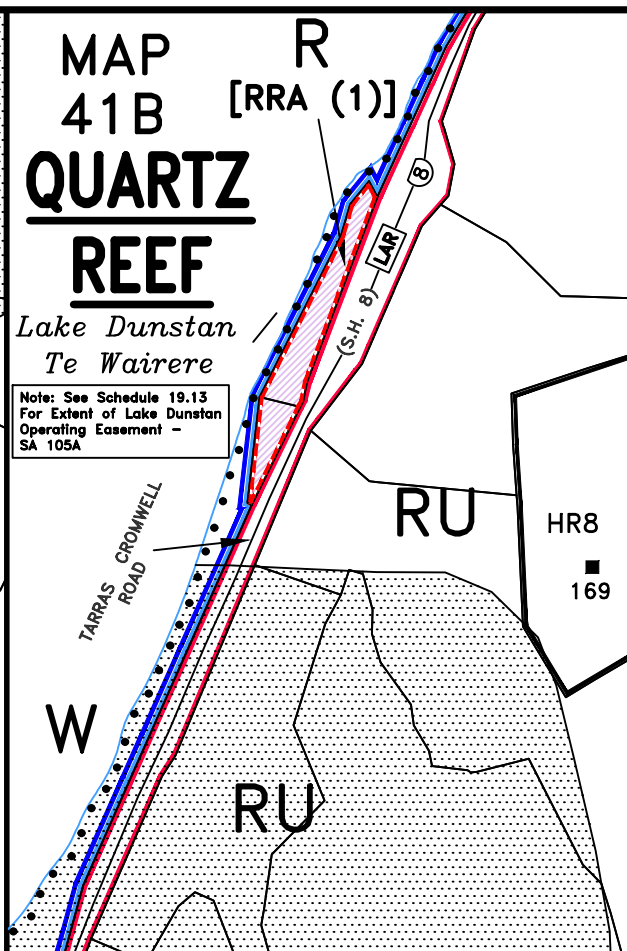 MAP
41B
QUARTZ
REEF
Lake Dunstan
Te Wairere
Note: See Schedule 19.13
For Extent of Lake Dunstan
Operating Easement –
SA 105A
R
[RRA (1)]
8
LAR
(S.H. 8)
TARRAS CROMWELL
ROAD
RU
HR8
169
W
RU